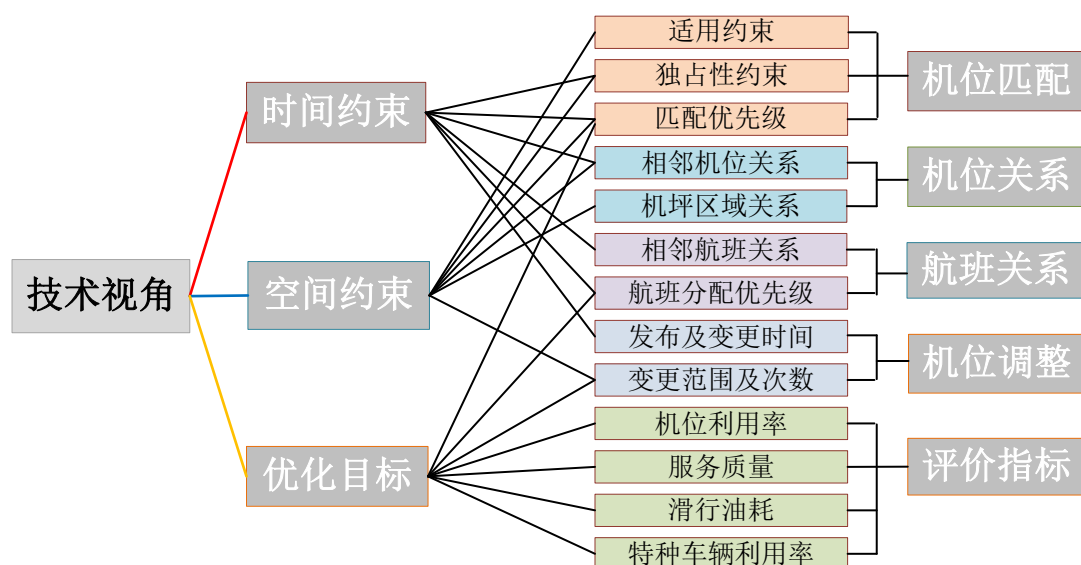 技术视角
时间约束
空间约束
优化目标
适用约束
独占性约束
匹配优先级
相邻机位关系
机坪区域关系
相邻航班关系
航班分配优先级
发布及变更时间
变更范围及次数
机位利用率
服务质量
滑行油耗
特种车辆利用率
机位匹配
机位关系
航班关系
机位调整
评价指标